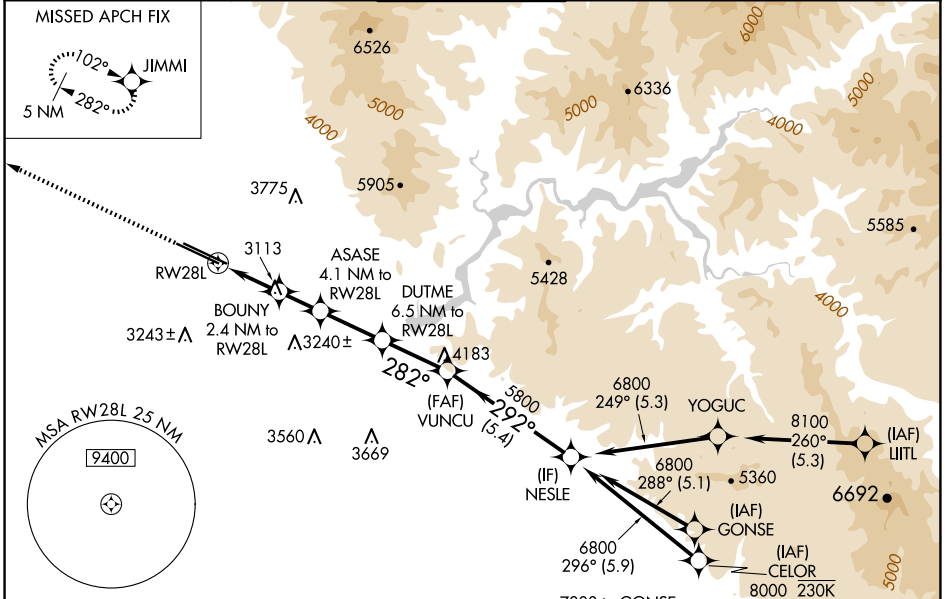 MISSED APCH FIX
102°
JIMMI
282°
5 NM
6526
5000
4000
6336
5000
6000
5000
4000
5905
3775
5585
5428
4000
3113
RW28L
ASASE
4.1 NM to
RW28L
DUTME
6.5 NM to
RW28L
BOUNY
2.4 NM to
RW28L
3243±
3240±
4183
282°
(FAF)
VUNCU
5800
292°
(5.4)
6800
249° (5.3)
YOGUC
8100
260°
(5.3)
(IAF)
LIITL
MSA RW28L 25 NM
9400
3560
3669
(IF)
NESLE
6800
288° (5.1)
5360
6692
(IAF)
GONSE
6800
296° (5.9)
(IAF)
CELOR
8000 230K
5000